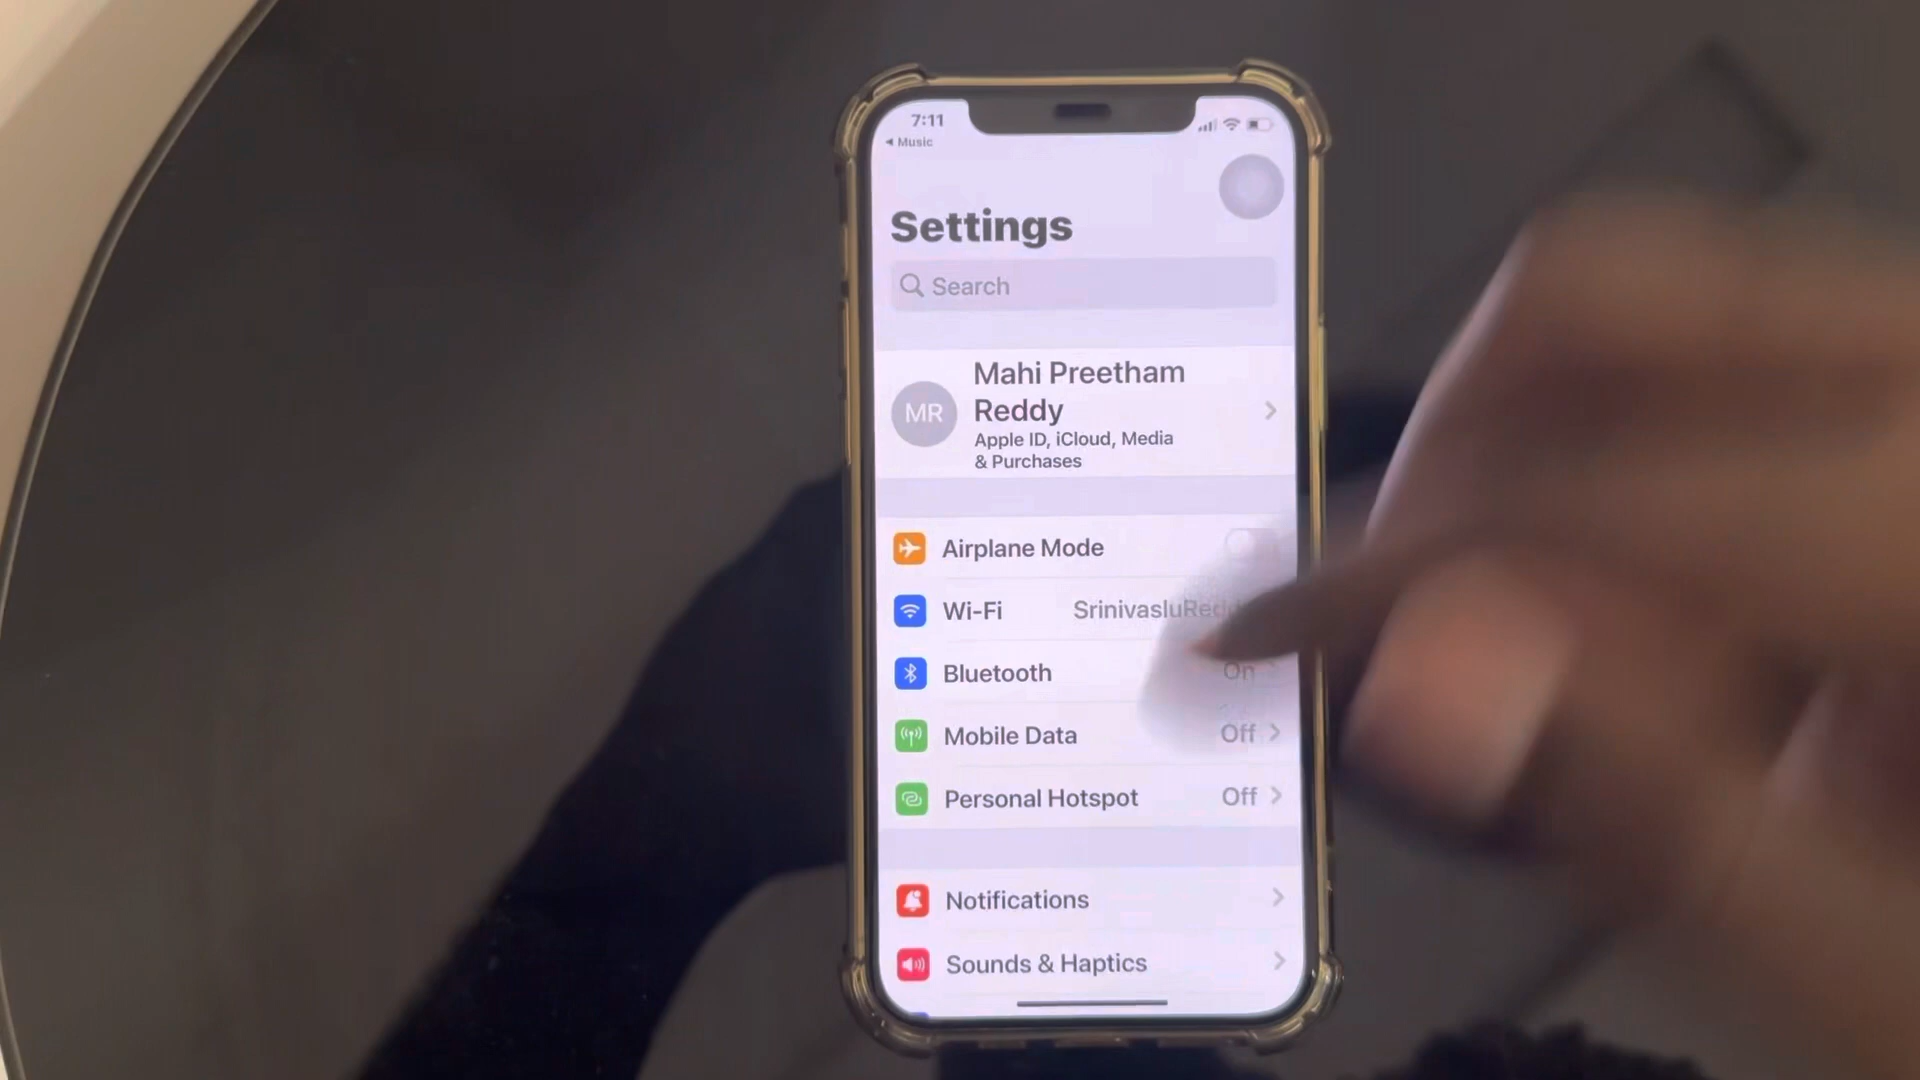 7:11
◀ Music
Settings
Search
Mahi Preetham
Reddy
MR
Apple ID, iCloud, Media
& Purchases
Airplane Mode
Wi-Fi
Bluetooth On
Mobile Data Off
Personal Hotspot Off
Notifications
Sounds & Haptics